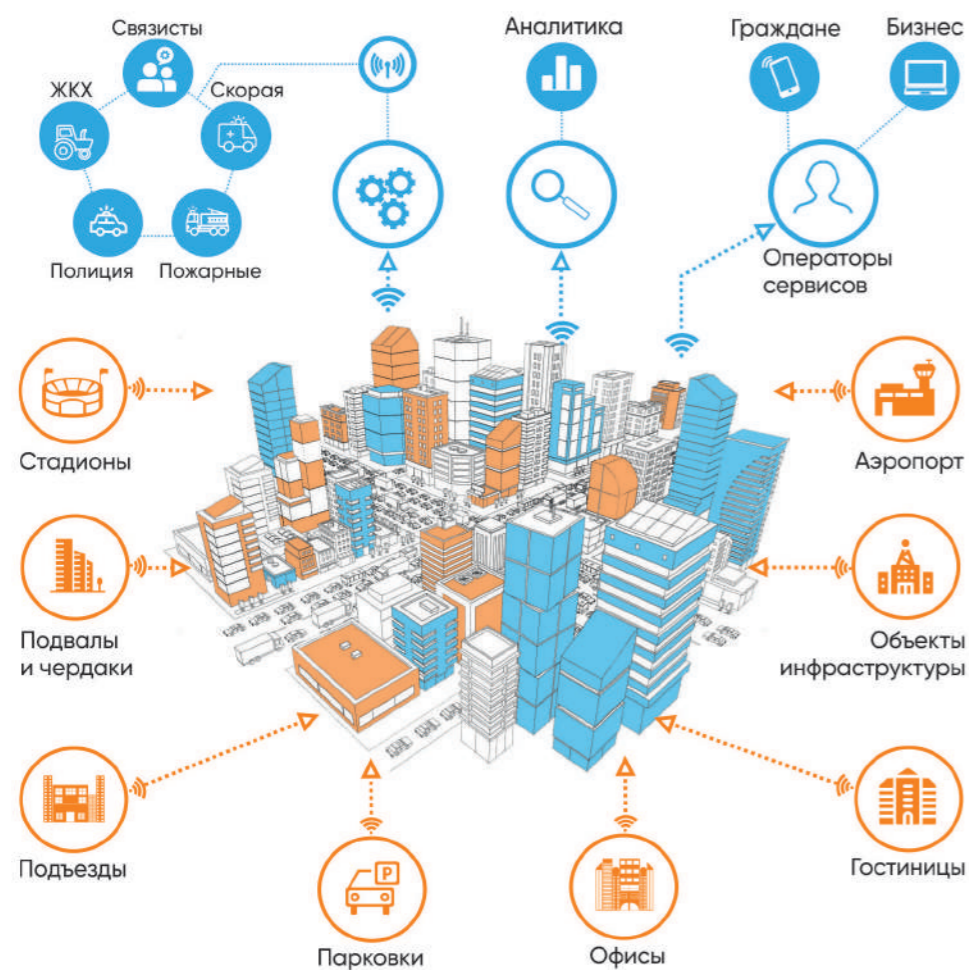 Связисты
ЖКХ
Скорая
Полиция
Пожарные
Аналитика
Граждане
Бизнес
Операторы
сервисов
Стадионы
Аэропорт
Подвалы
и чердаки
Объекты
инфраструктуры
Подъезды
Гостиницы
P
Парковки
Офисы